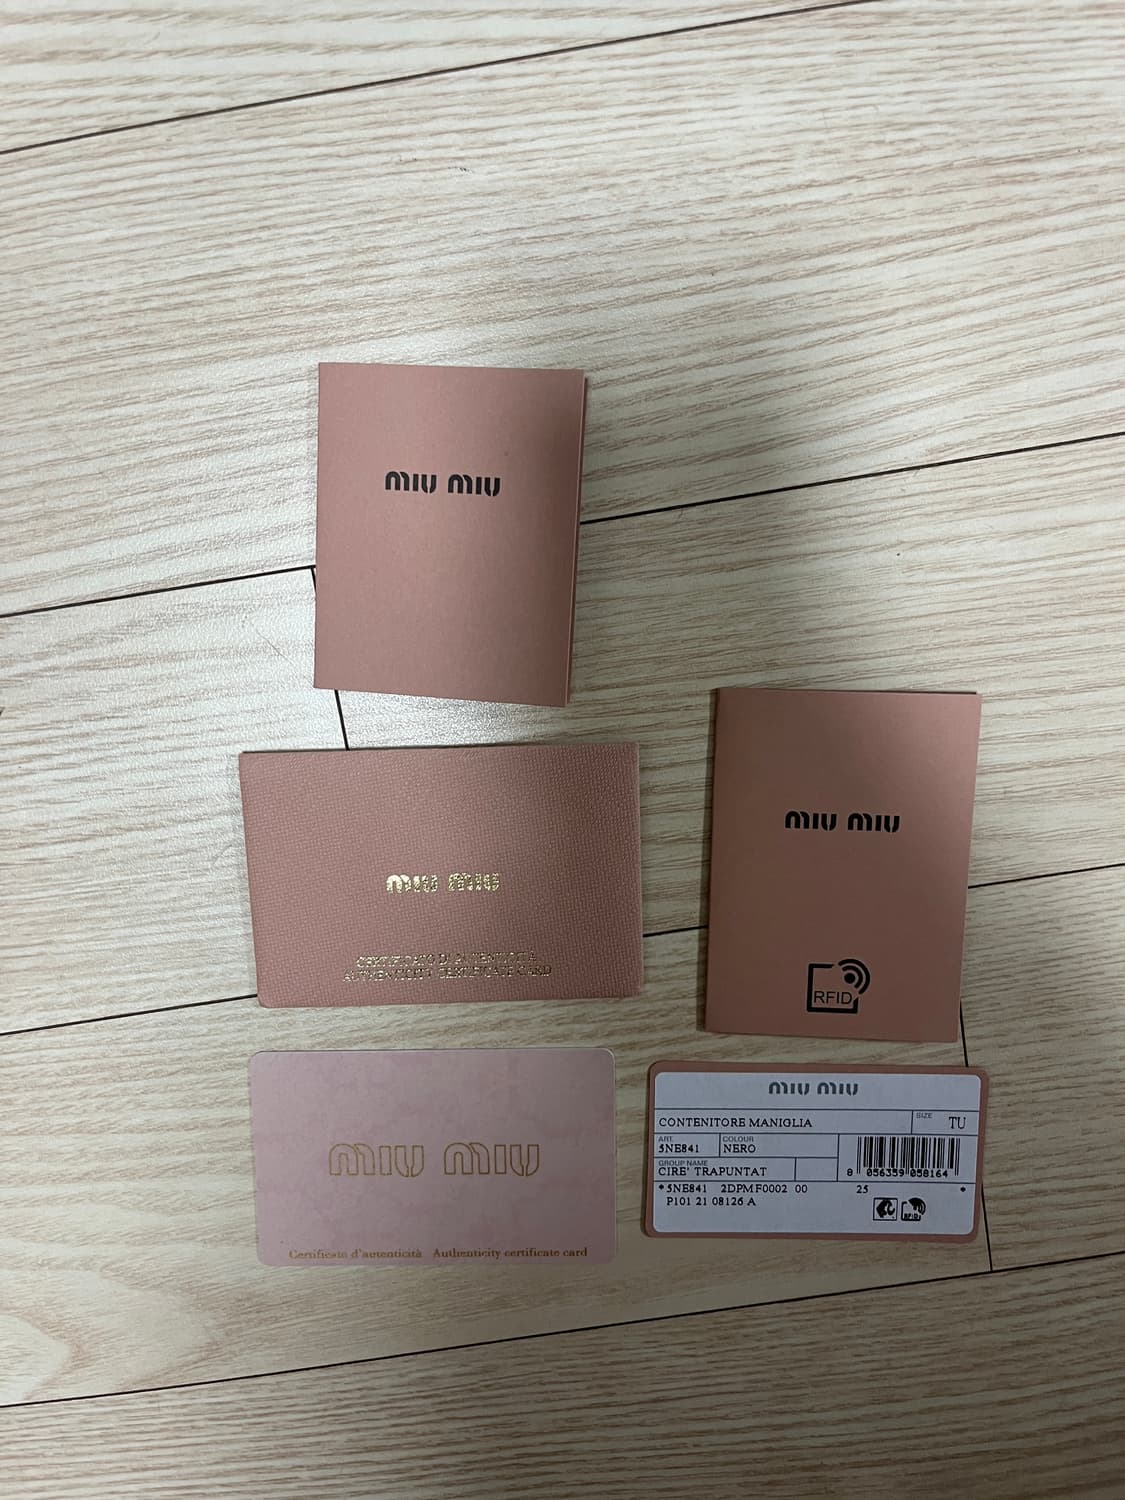 miu miu
miu miu
CERTIFICATO DI AUTENTICITÀ
AUTHENTICITY CERTIFICATE CARD
miu miu
RFID
miu miu
Certificato d'autenticità Authenticity certificate card
miu miu
CONTENITORE MANIGLIA
SIZE TU
ART. 5NE841
COLOUR NERO
GROUP NAME
CIRE' TRAPUNTAT
8 056359 058164
*5NE841 2DPM F0002 00 25 *
P101 21 08126 A
RFID